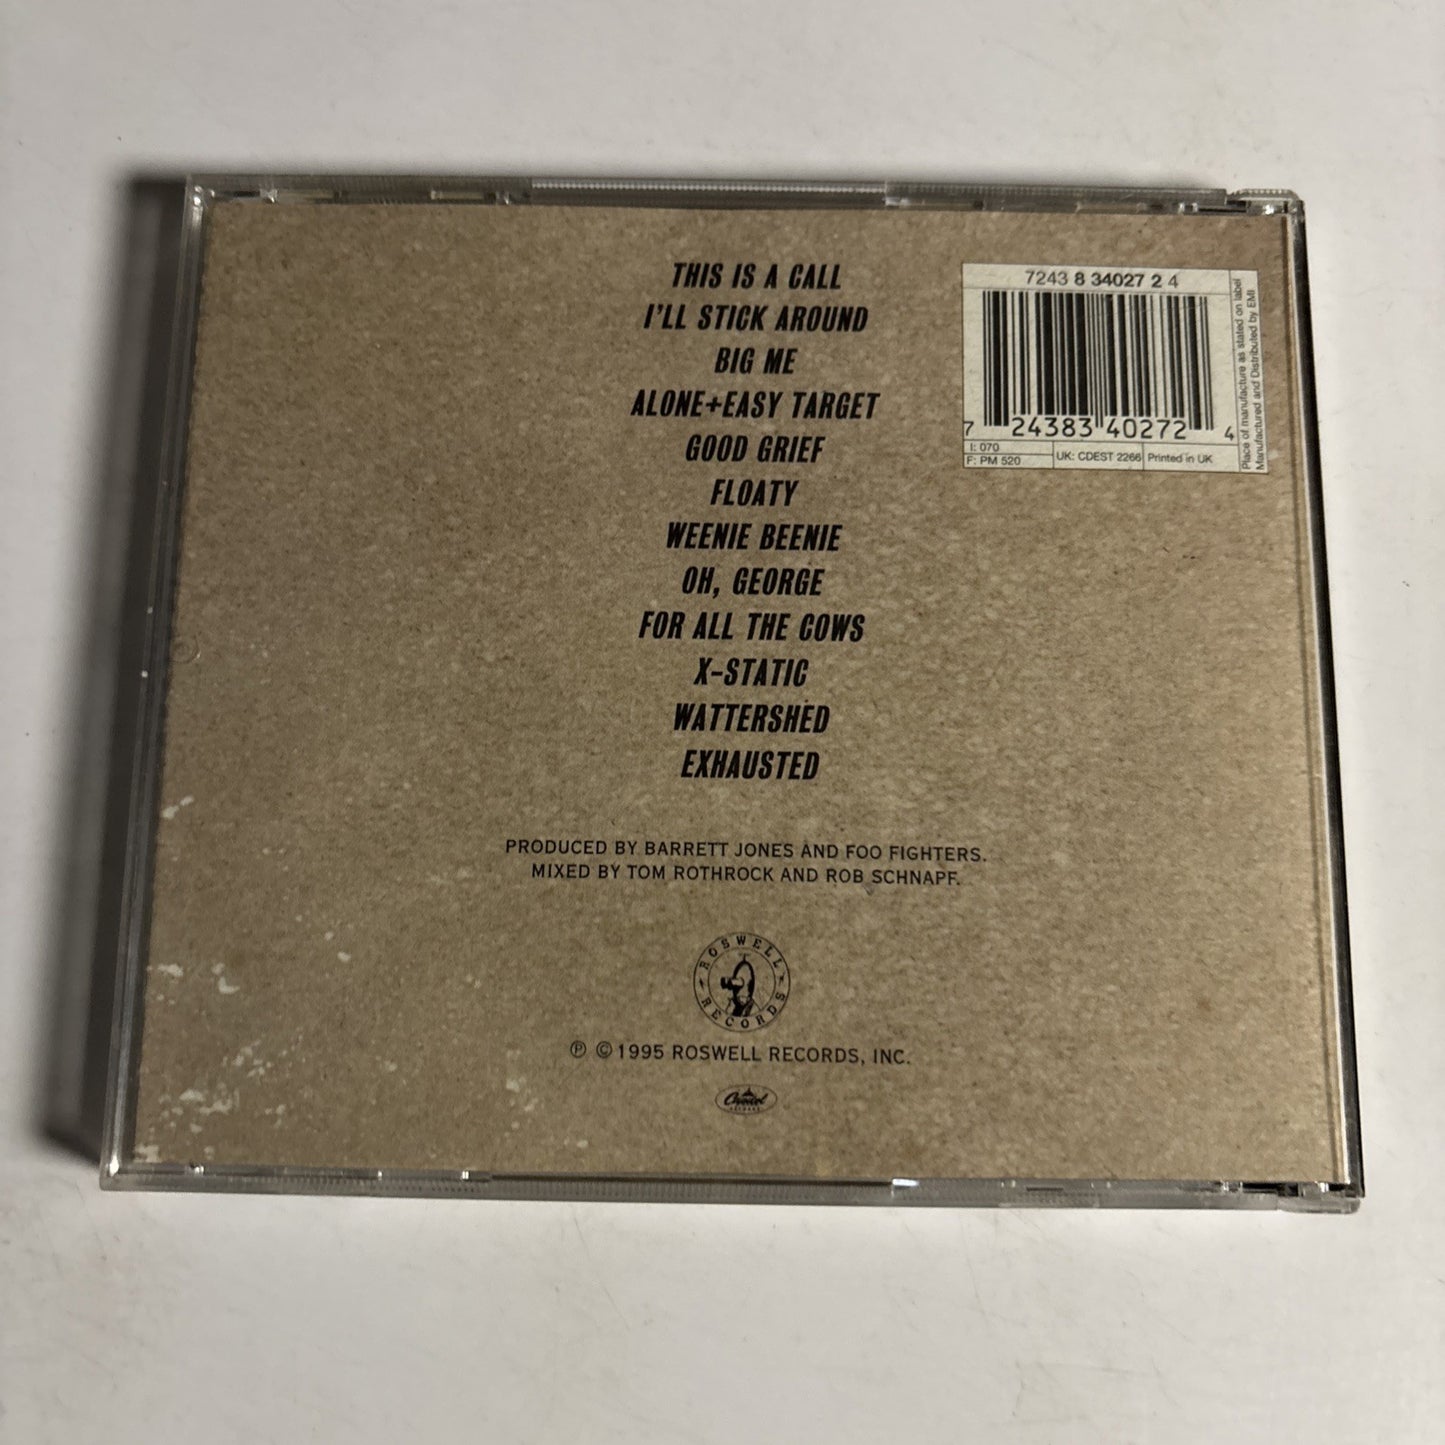 THIS IS A CALL
I'LL STICK AROUND
BIG ME
ALONE+EASY TARGET
GOOD GRIEF
FLOATY
WEENIE BEENIE
OH, GEORGE
FOR ALL THE COWS
X-STATIC
WATTERSHED
EXHAUSTED
7243 8 34027 2 4
7 24383 40272 4
I: 070
F: PM 520
UK: CDEST 2266
Printed in UK
Place of manufacture as stated on label
Manufactured and Distributed by EMI
PRODUCED BY BARRETT JONES AND FOO FIGHTERS.
MIXED BY TOM ROTHROCK AND ROB SCHNAPF.
ROSWELL
RECORDS
℗ ©1995 ROSWELL RECORDS, INC.
Capitol